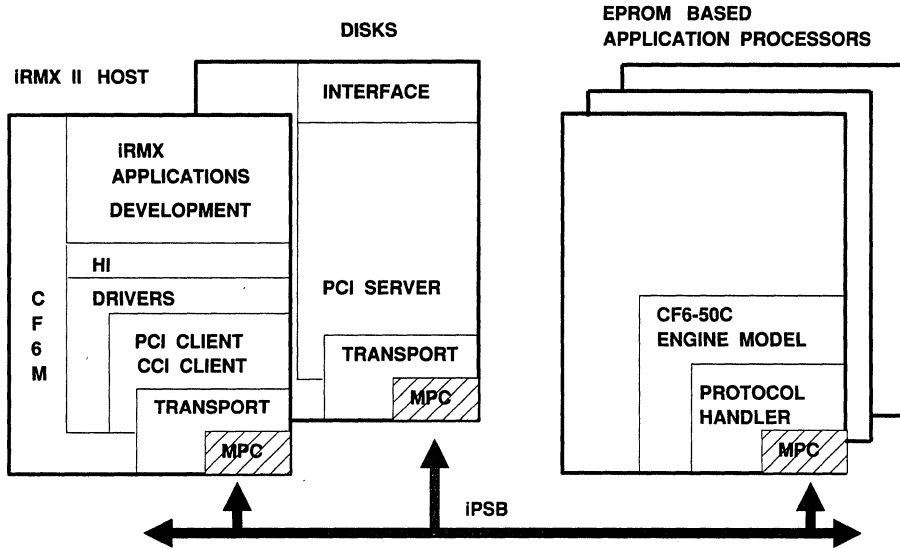 DISKS
EPROM BASED
APPLICATION PROCESSORS
iRMX II HOST
INTERFACE
iRMX
APPLICATIONS
DEVELOPMENT
HI
DRIVERS
C
F
6
M
PCI CLIENT
CCI CLIENT
TRANSPORT
MPC
PCI SERVER
TRANSPORT
MPC
CF6-50C
ENGINE MODEL
PROTOCOL
HANDLER
MPC
iPSB